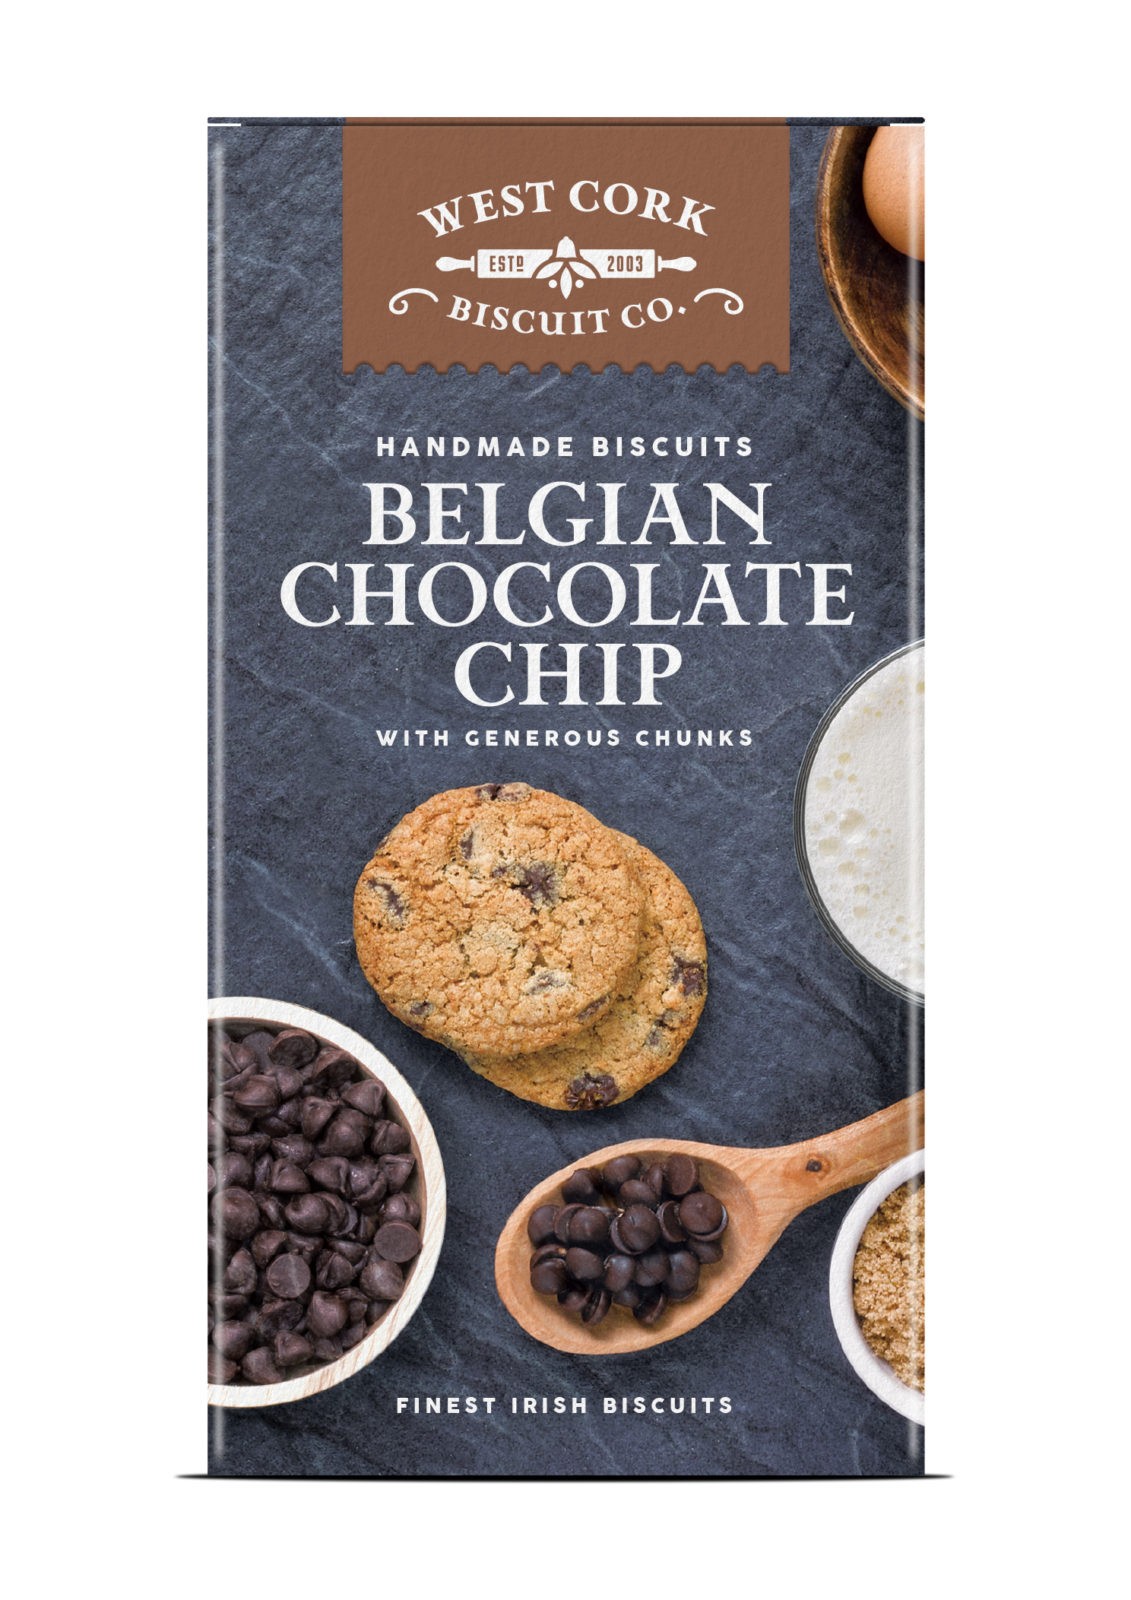 WEST CORK
ESTD 2003
BISCUIT CO.
HANDMADE BISCUITS
BELGIAN
CHOCOLATE
CHIP
WITH GENEROUS CHUNKS
FINEST IRISH BISCUITS